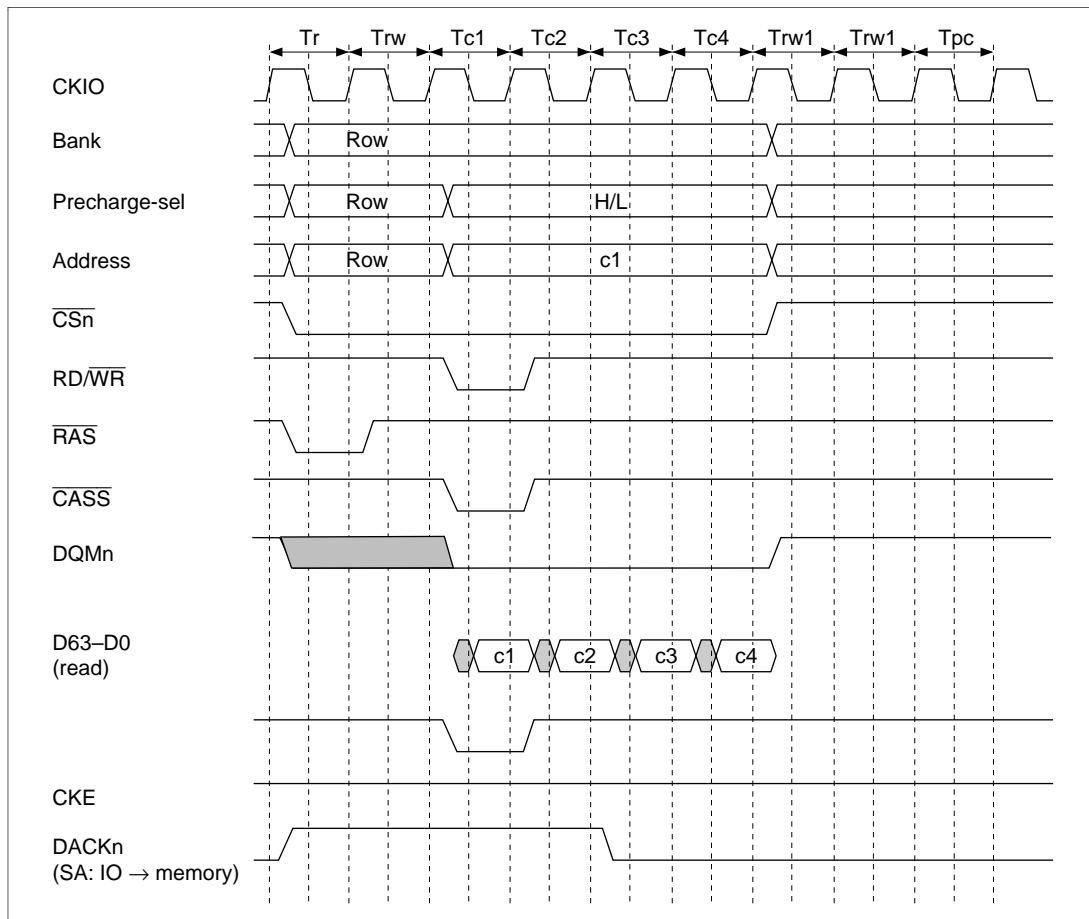 Tr Trw Tc1 Tc2 Tc3 Tc4 Trw1 Trw1 Tpc
CKIO
Bank Row
Precharge-sel Row H/L
Address Row c1
CSn
RD/WR
RAS
CASS
DQMn
D63–D0 c1 c2 c3 c4
(read)
CKE
DACKn
(SA: IO → memory)